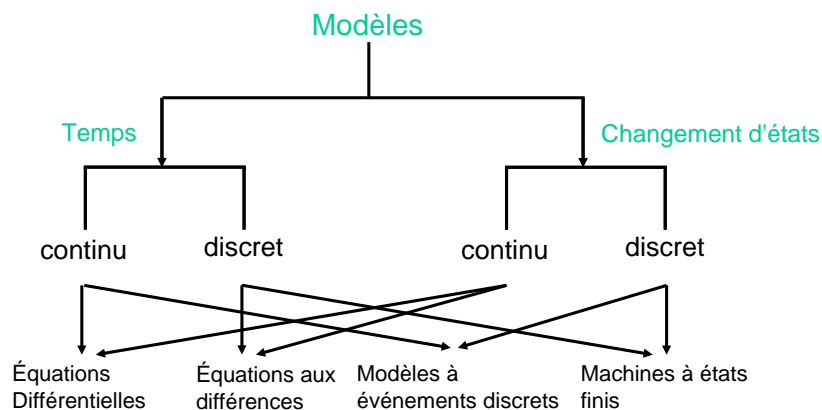 Modèles
Temps
Changement d'états
continu
discret
continu
discret
Équations
Différentielles
Équations aux
différences
Modèles à
événements discrets
Machines à états
finis